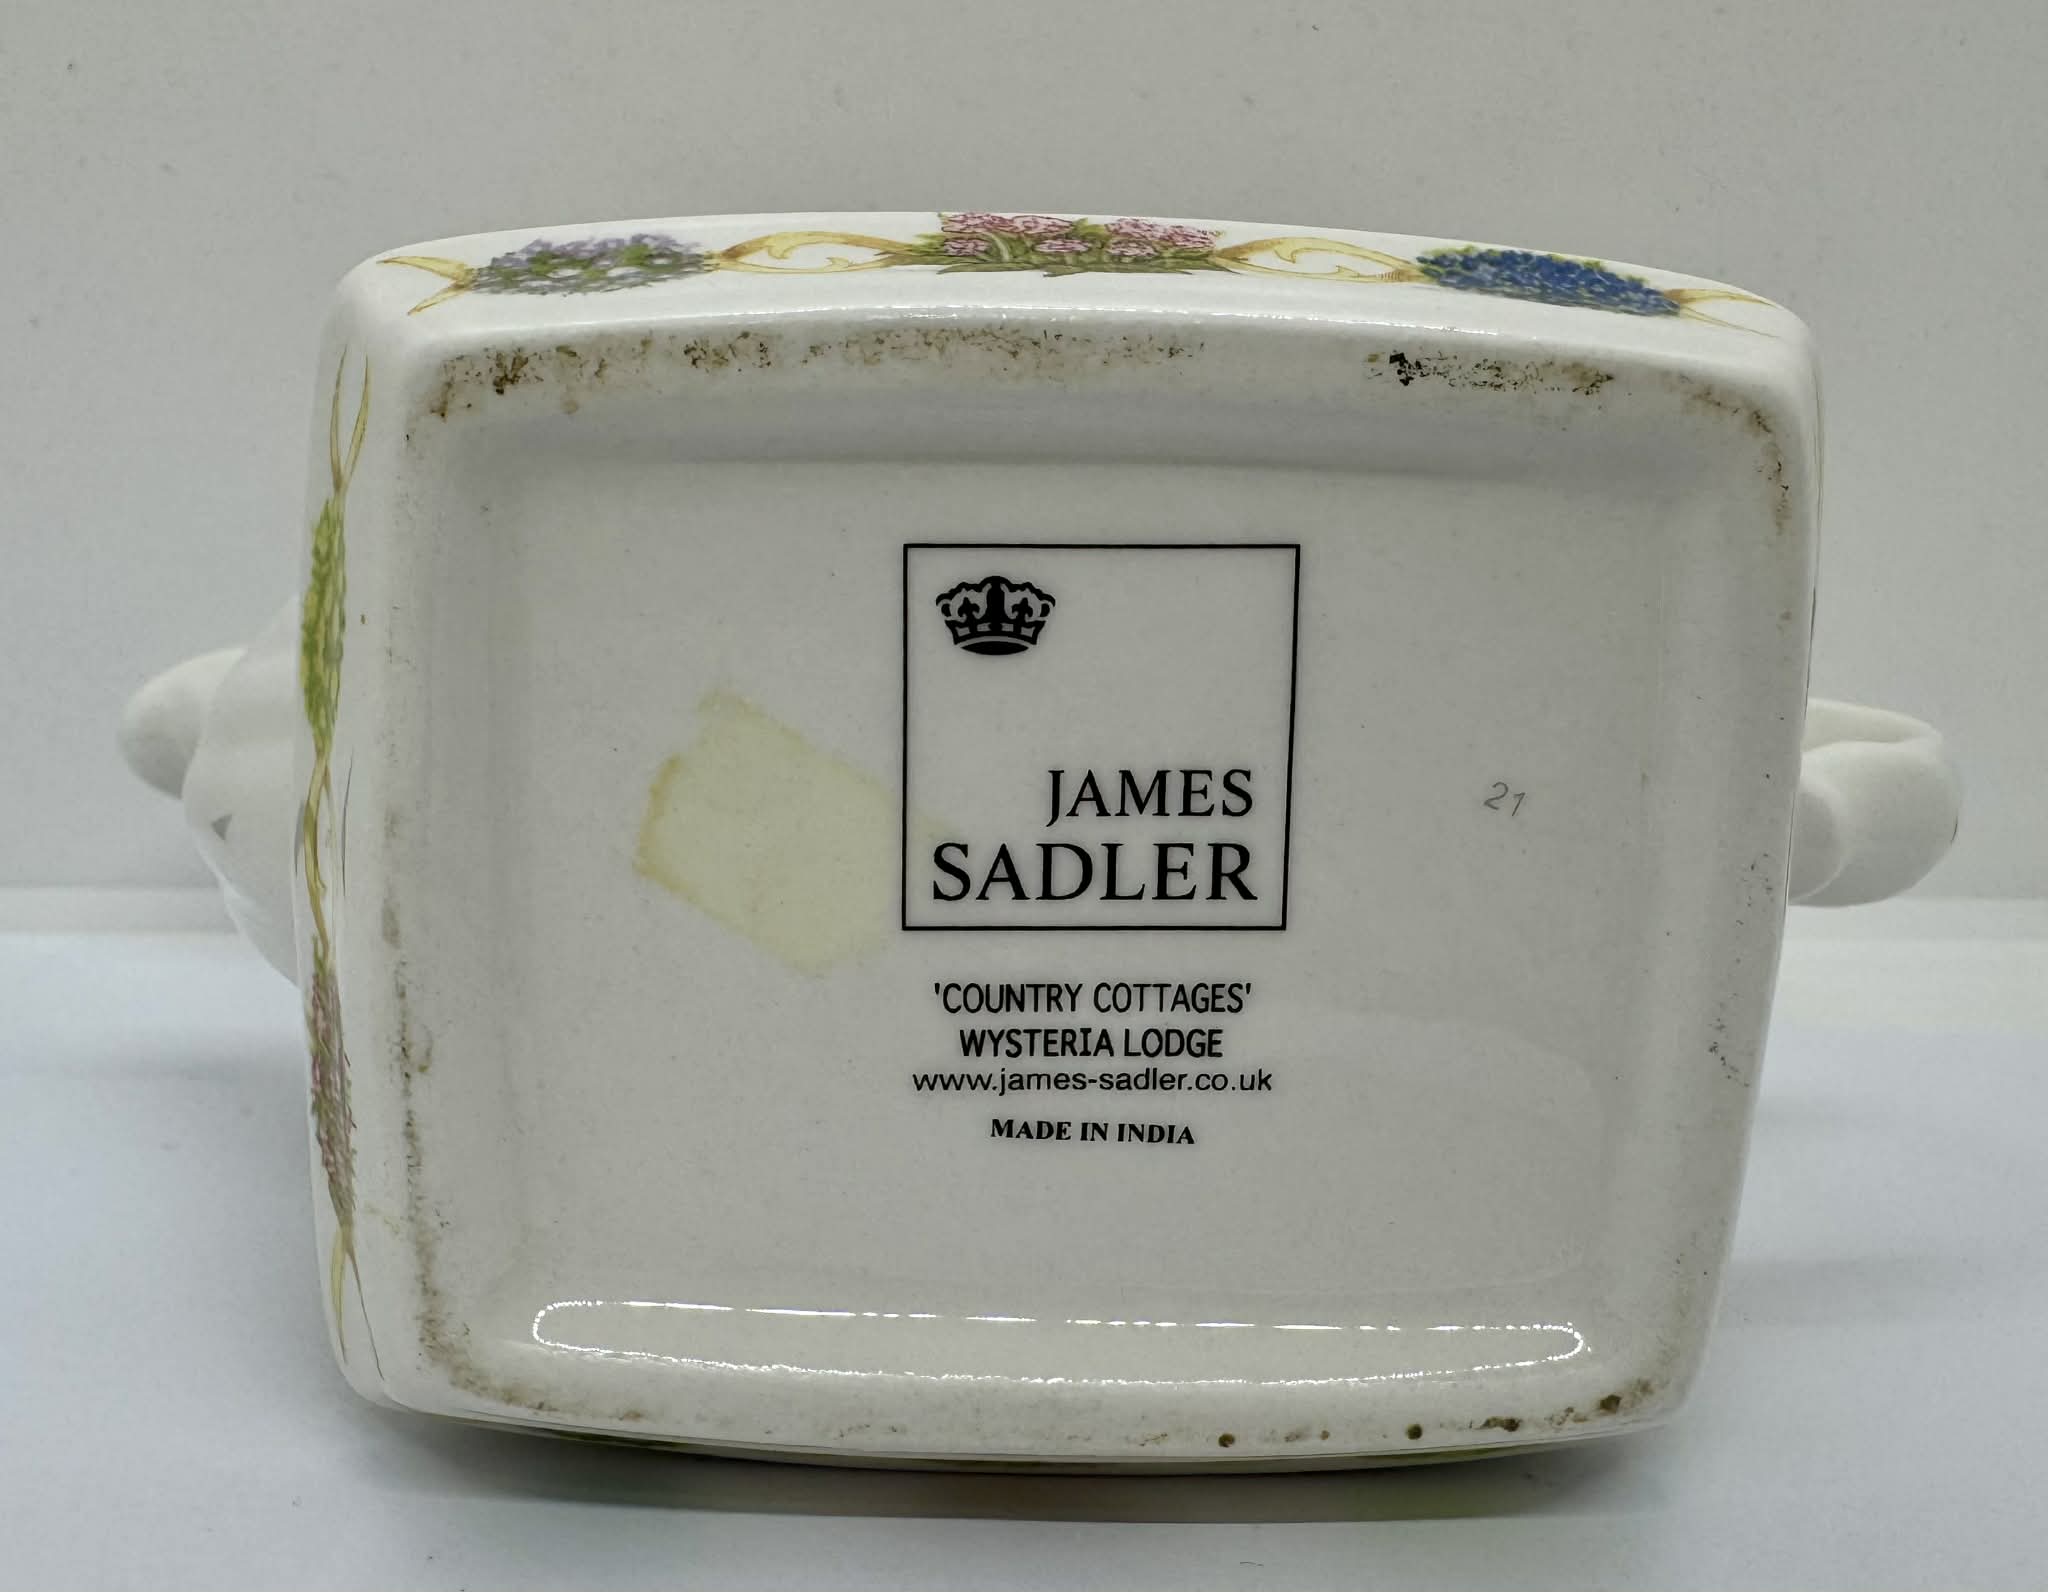 JAMES
SADLER
'COUNTRY COTTAGES'
WYSTERIA LODGE
www.james-sadler.co.uk
MADE IN INDIA
21